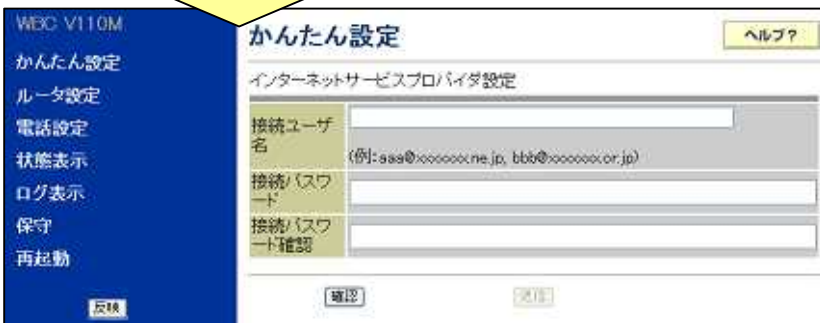 WBC V110M
かんたん設定
ルータ設定
電話設定
状態表示
ログ表示
保守
再起動
反映
かんたん設定
ヘルプ?
インターネットサービスプロバイダ設定
接続ユーザ
名
(例:aaa@xxxxxxx.ne.jp, bbb@xxxxxxx.or.jp)
接続パスワ
ード
接続パスワ
ード確認
確認
送信